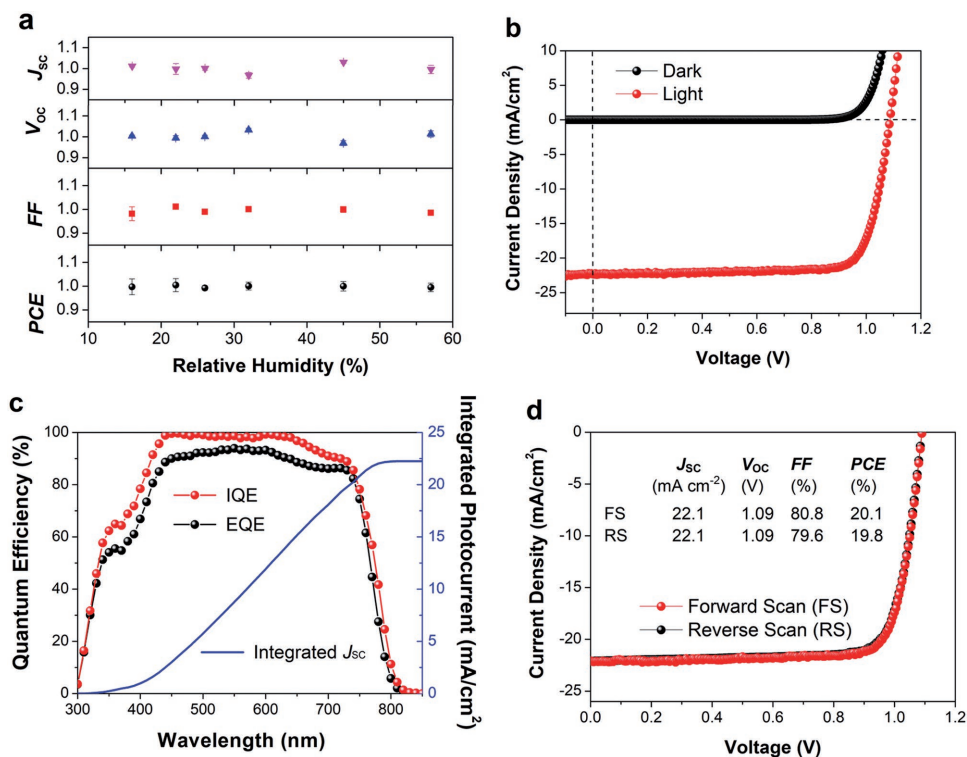 a
J_SC
1.1
1.0
0.9
V_OC
1.1
1.0
0.9
FF
1.1
1.0
0.9
PCE
1.1
1.0
0.9
10 20 30 40 50 60
Relative Humidity (%)
b
Current Density (mA/cm²)
10
5
0
-5
-10
-15
-20
-25
Dark
Light
0.0 0.2 0.4 0.6 0.8 1.0 1.2
Voltage (V)
c
Quantum Efficiency (%)
100
80
60
40
20
0
IQE
EQE
Integrated J_SC
300 400 500 600 700 800
Wavelength (nm)
25
20
15
10
5
0
Integrated Photocurrent (mA/cm²)
d
Current Density (mA/cm²)
0
-5
-10
-15
-20
-25
J_SC V_OC FF PCE
(mA cm⁻²) (V) (%) (%)
FS 22.1 1.09 80.8 20.1
RS 22.1 1.09 79.6 19.8
Forward Scan (FS)
Reverse Scan (RS)
0.0 0.2 0.4 0.6 0.8 1.0 1.2
Voltage (V)